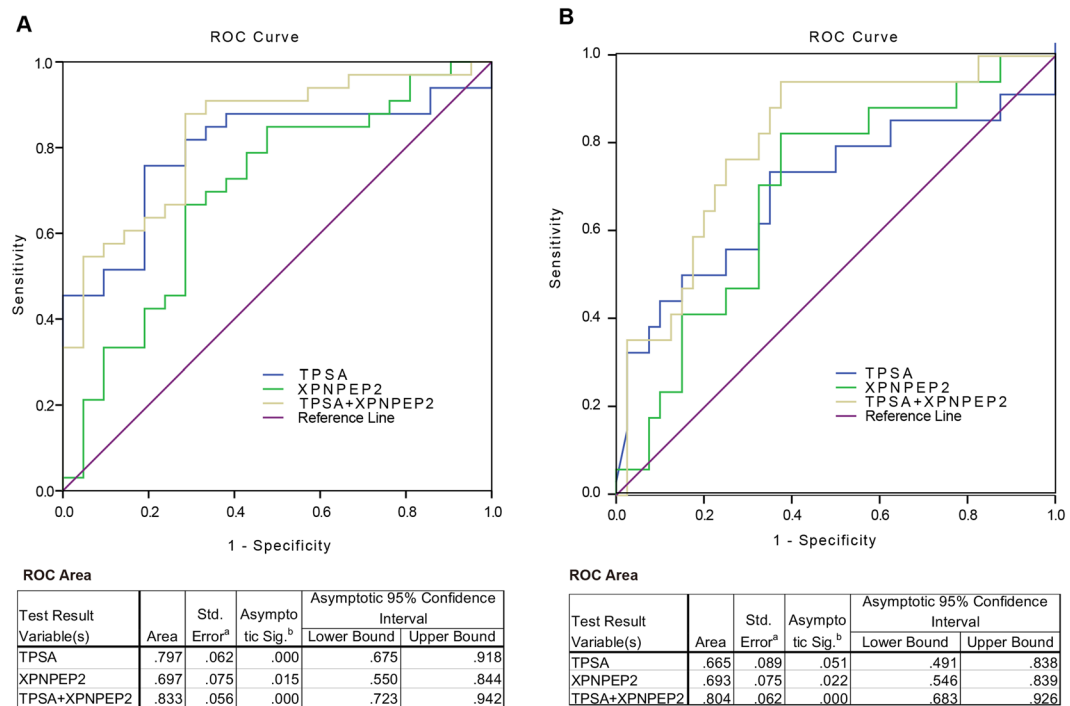 A
ROC Curve
Sensitivity
1.0
0.8
0.6
0.4
0.2
0.0
0.0 0.2 0.4 0.6 0.8 1.0
1 - Specificity
TPSA
XPNPEP2
TPSA+XPNPEP2
Reference Line
ROC Area
Test Result Variable(s) Area Std. Errorᵃ Asympto tic Sig.ᵇ Asymptotic 95% Confidence Interval
Lower Bound Upper Bound
TPSA .797 .062 .000 .675 .918
XPNPEP2 .697 .075 .015 .550 .844
TPSA+XPNPEP2 .833 .056 .000 .723 .942
B
ROC Curve
Sensitivity
1.0
0.8
0.6
0.4
0.2
0.0
0.0 0.2 0.4 0.6 0.8 1.0
1 - Specificity
TPSA
XPNPEP2
TPSA+XPNPEP2
Reference Line
ROC Area
Test Result Variable(s) Area Std. Errorᵃ Asympto tic Sig.ᵇ Asymptotic 95% Confidence Interval
Lower Bound Upper Bound
TPSA .665 .089 .051 .491 .838
XPNPEP2 .693 .075 .022 .546 .839
TPSA+XPNPEP2 .804 .062 .000 .683 .926